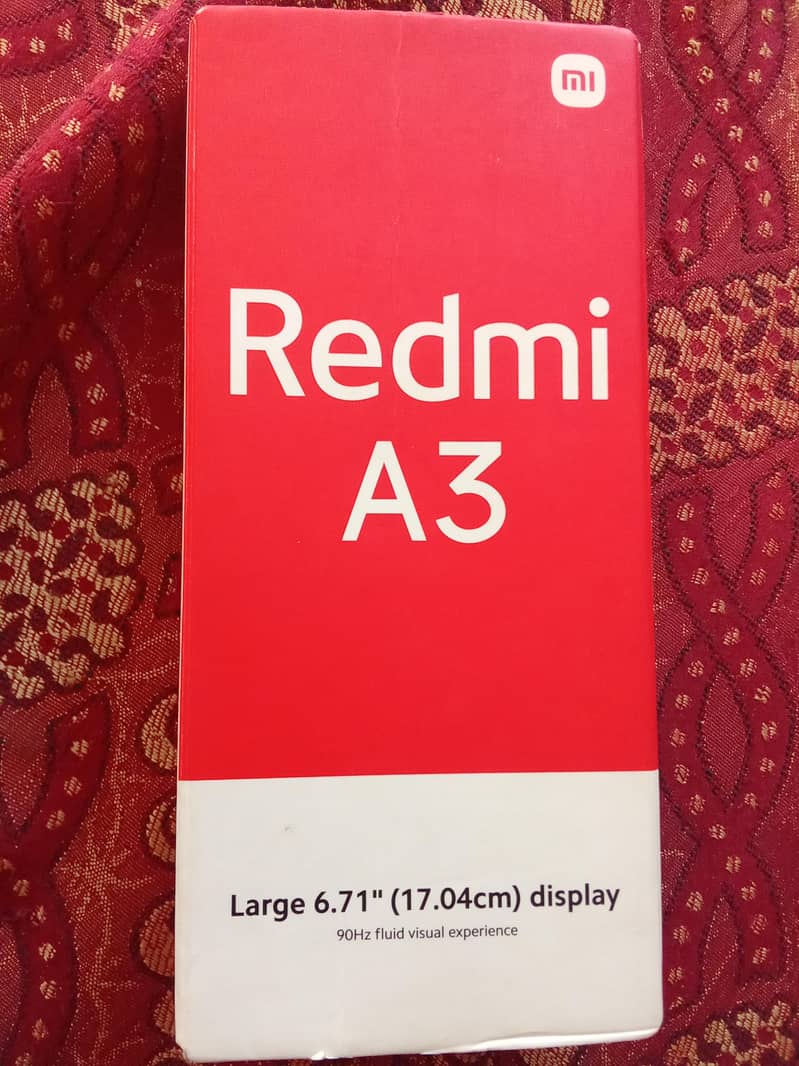 mi
Redmi
A3
Large 6.71" (17.04cm) display
90Hz fluid visual experience